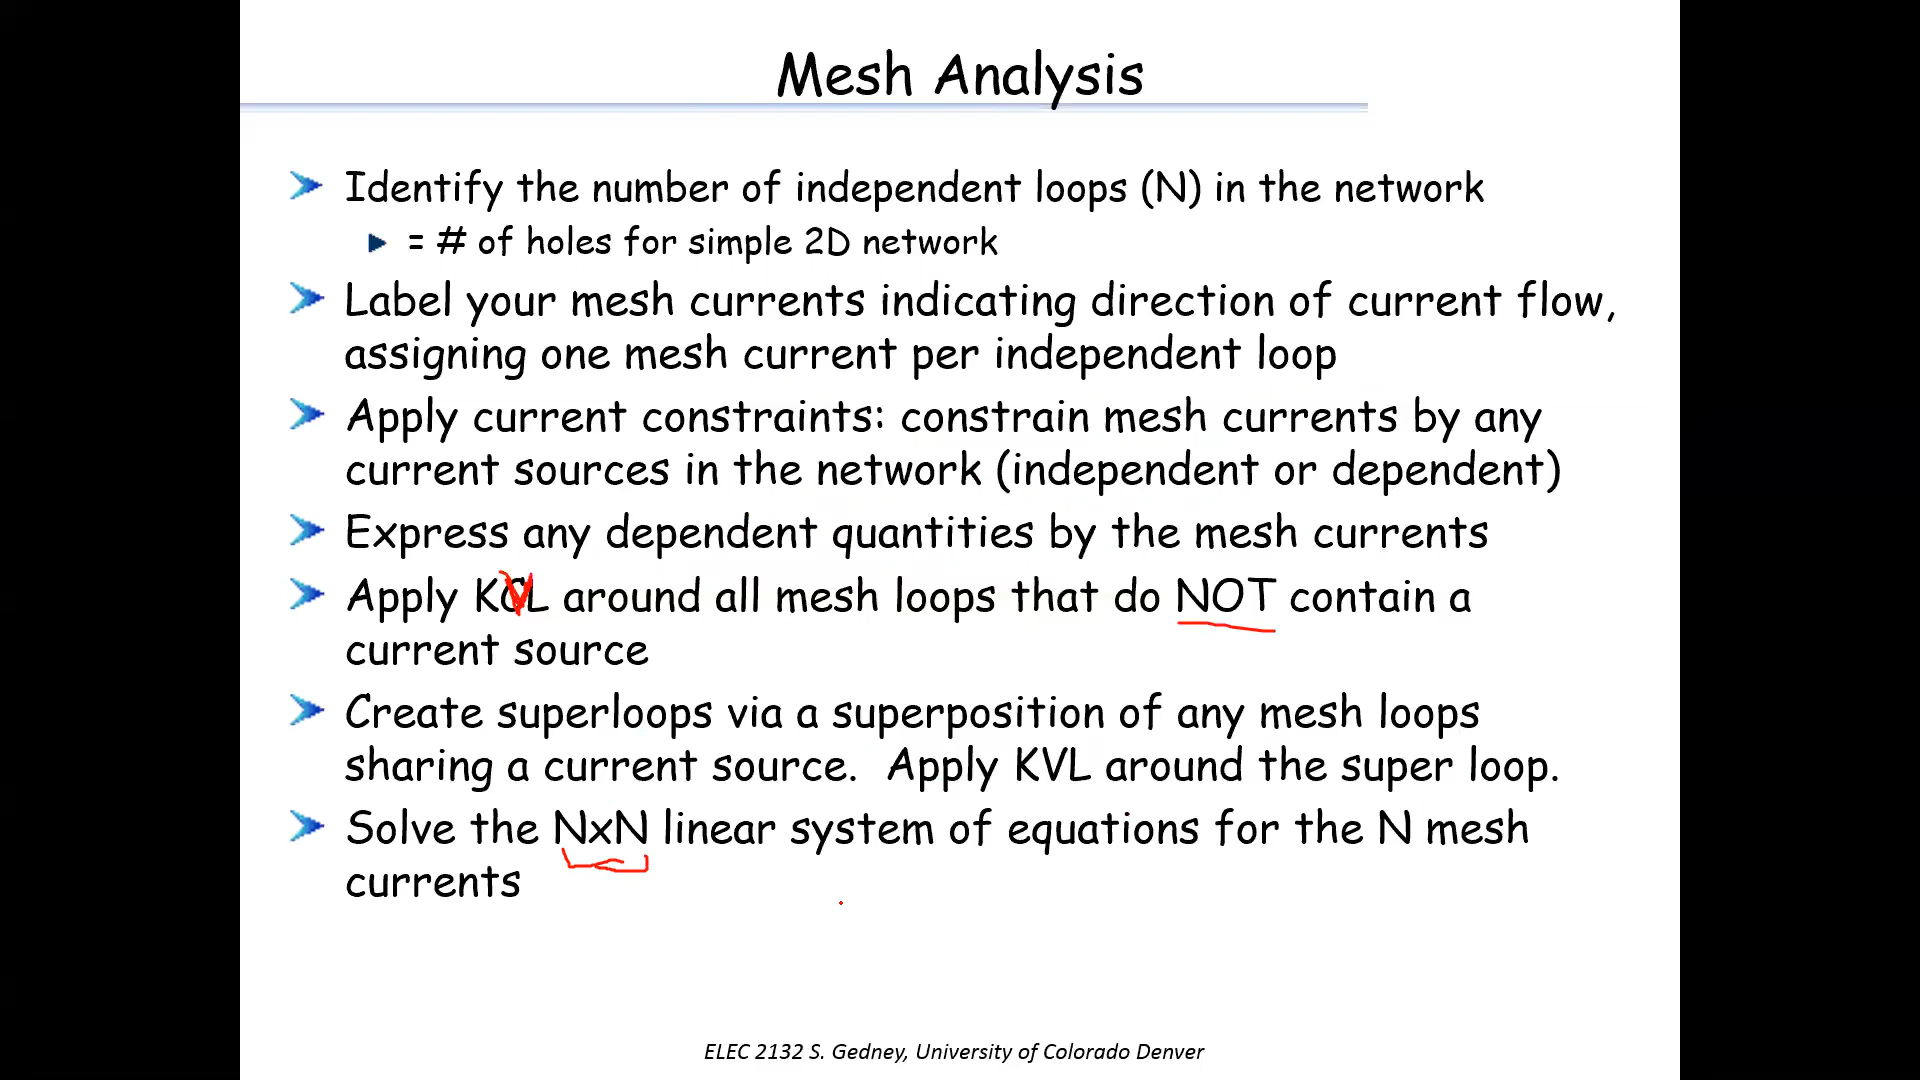 Mesh Analysis
Identify the number of independent loops (N) in the network
= # of holes for simple 2D network
Label your mesh currents indicating direction of current flow,
assigning one mesh current per independent loop
Apply current constraints: constrain mesh currents by any
current sources in the network (independent or dependent)
Express any dependent quantities by the mesh currents
Apply KVL around all mesh loops that do NOT contain a
current source
Create superloops via a superposition of any mesh loops
sharing a current source. Apply KVL around the super loop.
Solve the NxN linear system of equations for the N mesh
currents
ELEC 2132 S. Gedney, University of Colorado Denver